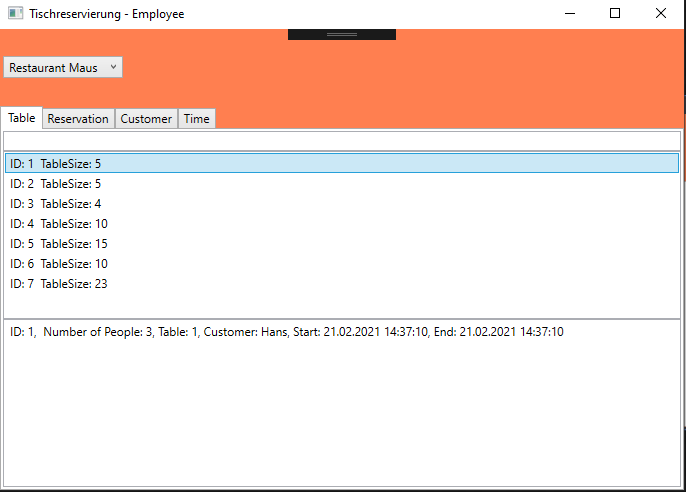 Tischreservierung - Employee
Restaurant Maus
Table Reservation Customer Time
ID: 1  TableSize: 5
ID: 2  TableSize: 5
ID: 3  TableSize: 4
ID: 4  TableSize: 10
ID: 5  TableSize: 15
ID: 6  TableSize: 10
ID: 7  TableSize: 23
ID: 1,  Number of People: 3, Table: 1, Customer: Hans, Start: 21.02.2021 14:37:10, End: 21.02.2021 14:37:10